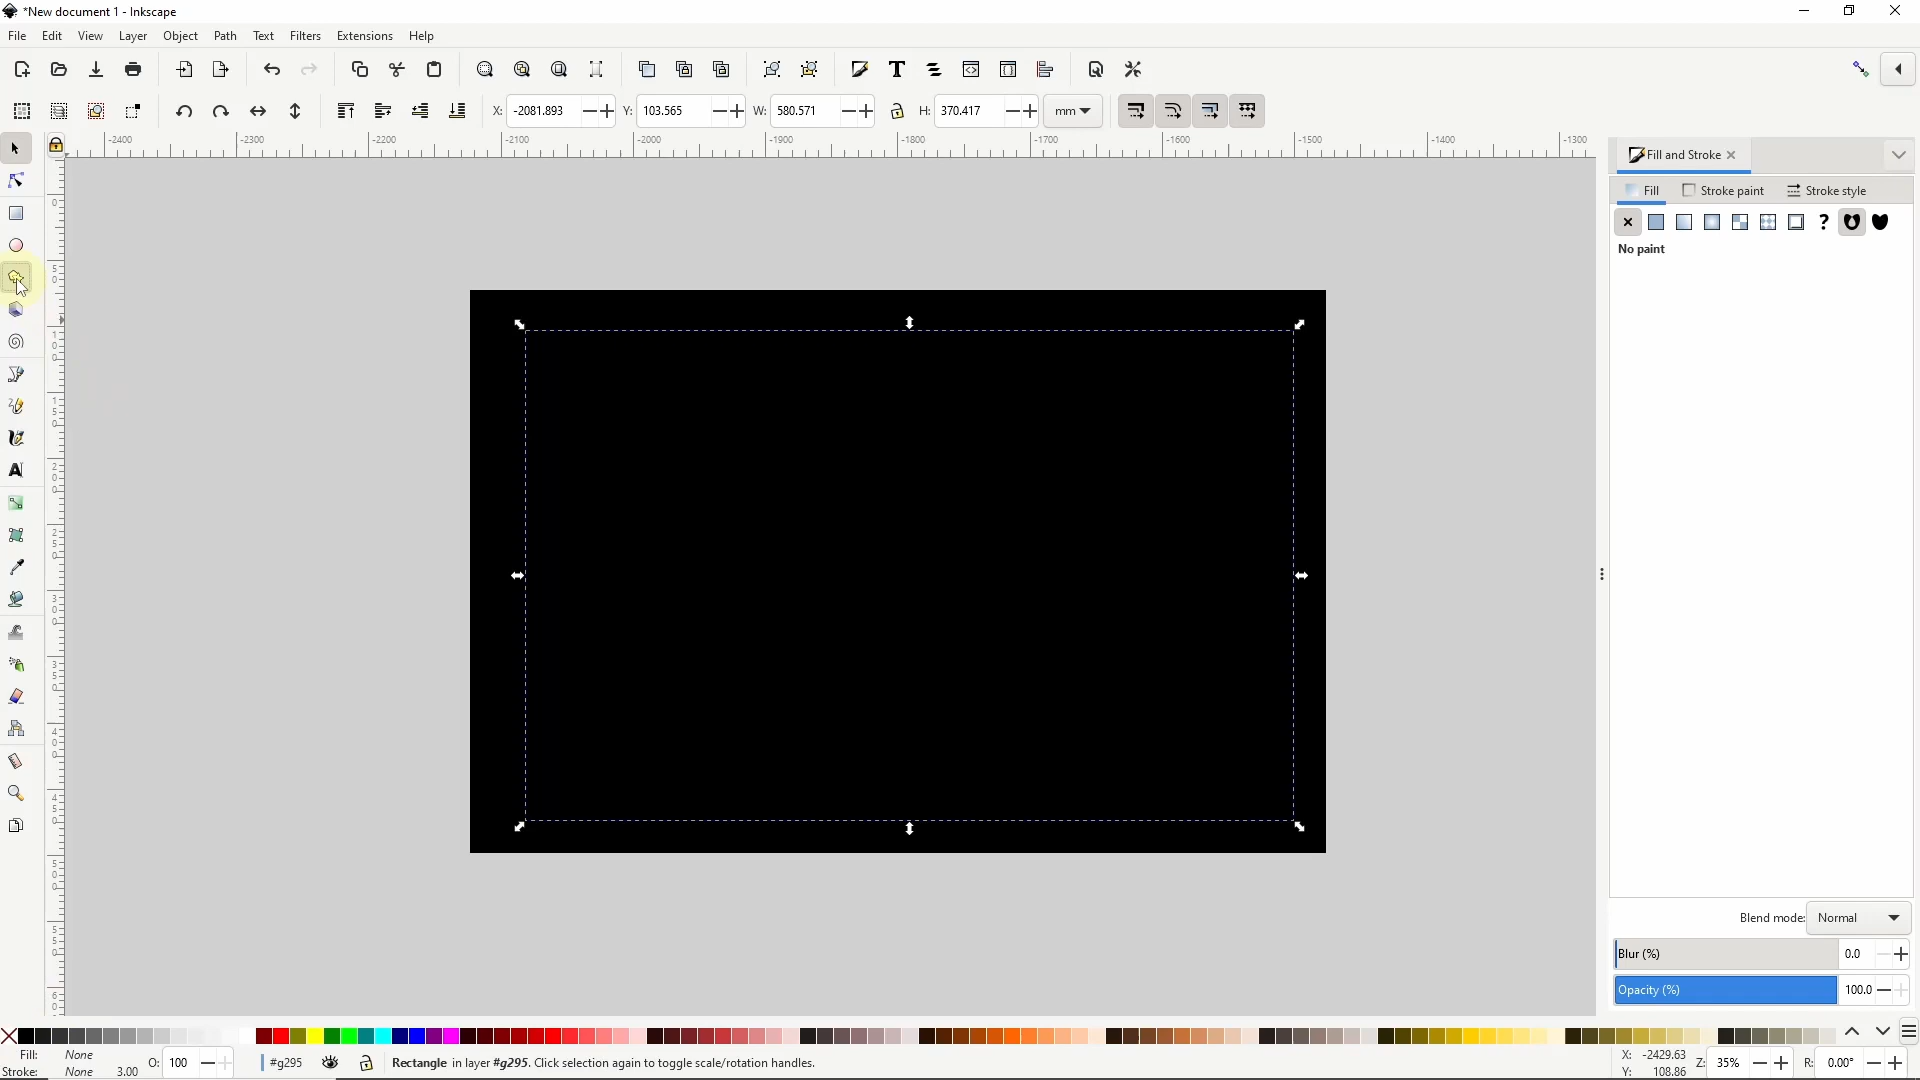 *New document 1 - Inkscape
File Edit View Layer Object Path Text Filters Extensions Help
X: -2081.893 Y: 103.565 W: 580.571 H: 370.417 mm
-2400 -2300 -2200 -2100 -2000 -1900 -1800 -1700 -1600 -1500 -1400 -1300
Fill and Stroke
Fill Stroke paint Stroke style
No paint
Blend mode: Normal
Blur (%) 0.0
Opacity (%) 100.0
Fill: None
Stroke: None 3.00
O: 100
#g295
Rectangle in layer #g295. Click selection again to toggle scale/rotation handles.
X: -2429.63
Y: 108.86
Z: 35%
R: 0.00°